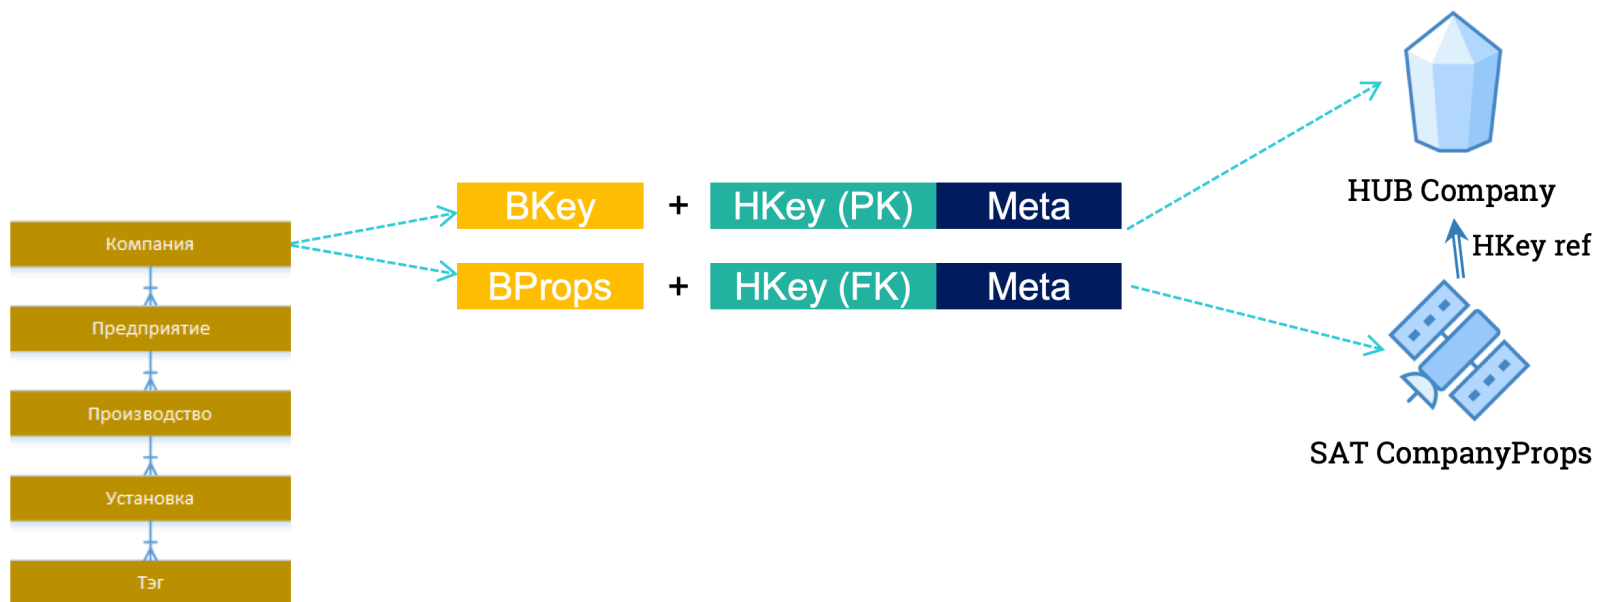 Компания
Предприятие
Производство
Установка
Тэг
BKey + HKey (PK) Meta
BProps + HKey (FK) Meta
HUB Company
HKey ref
SAT CompanyProps